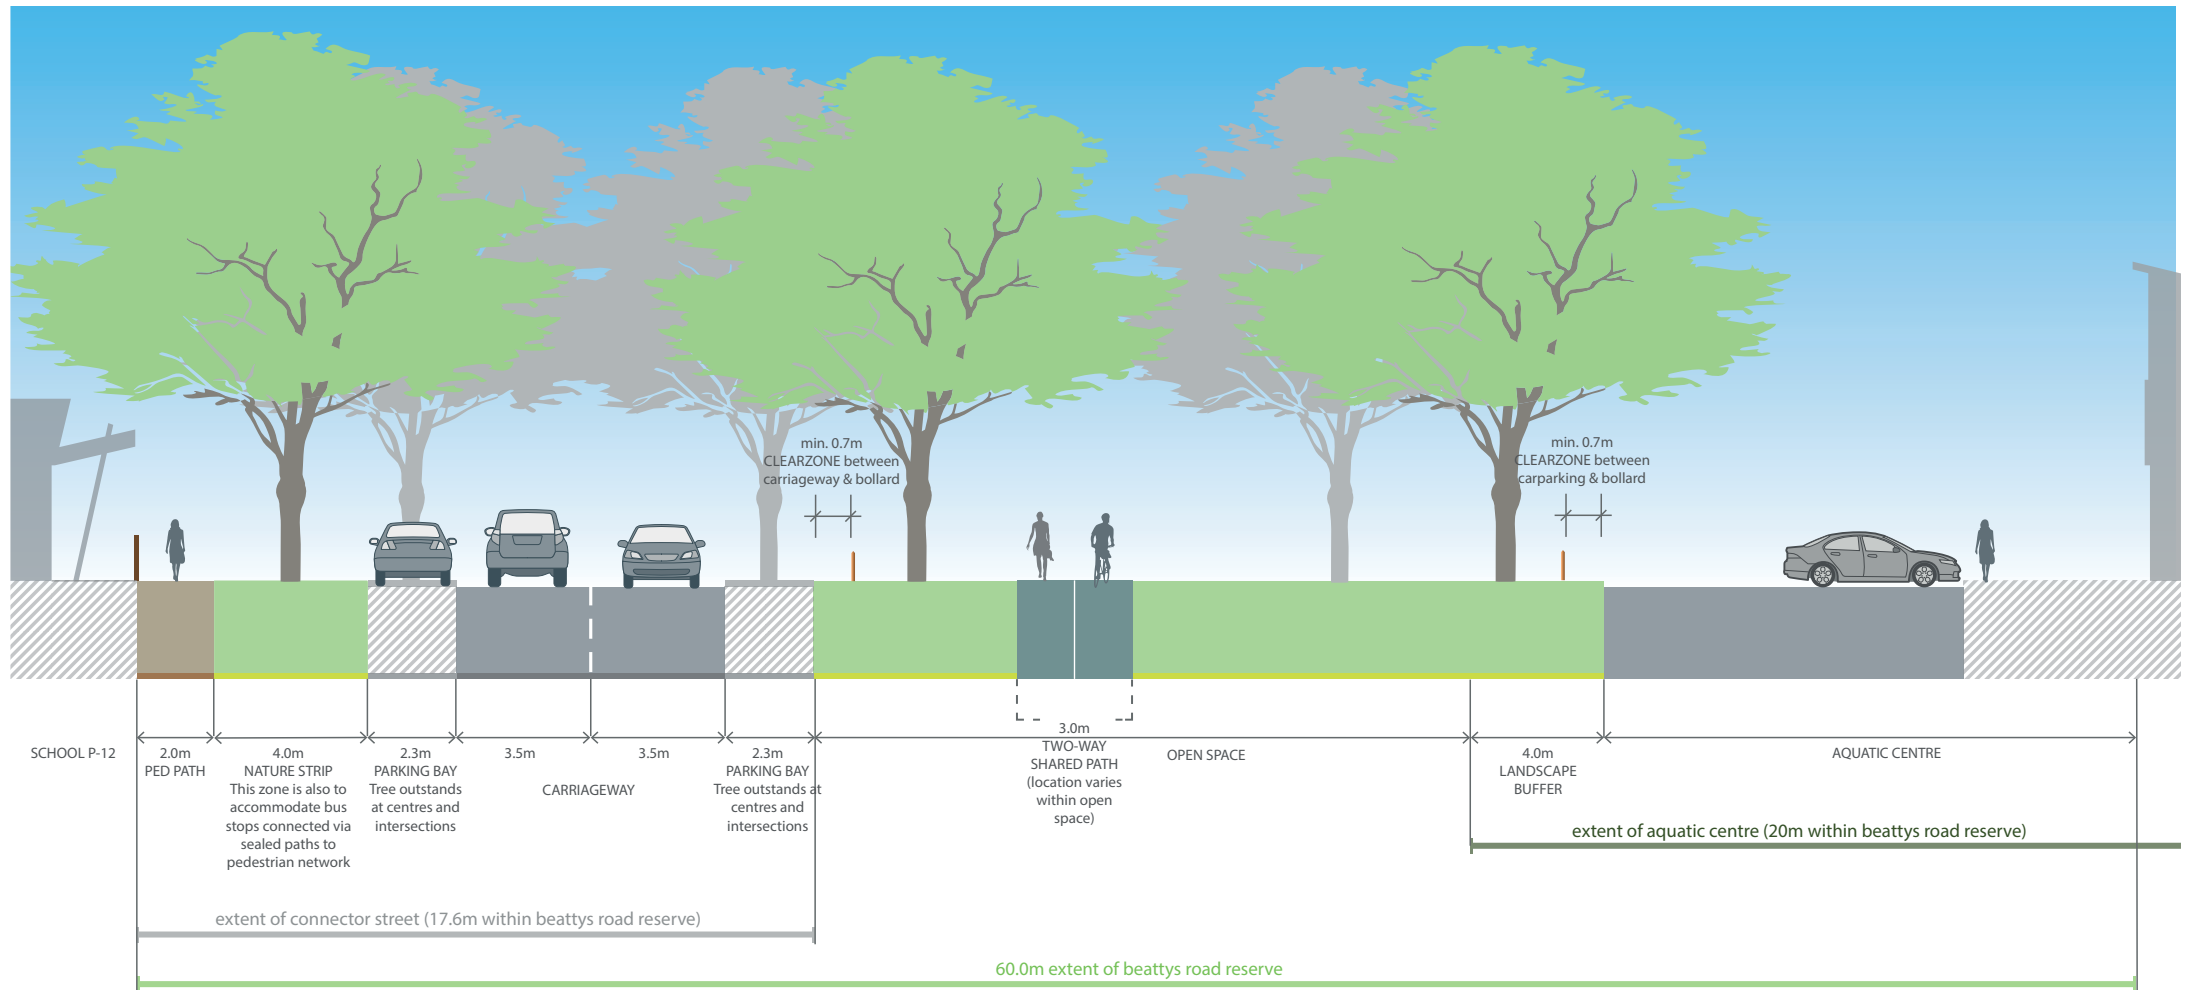 min. 0.7m
CLEARZONE between
carriageway & bollard
min. 0.7m
CLEARZONE between
carparking & bollard
SCHOOL P-12
2.0m
PED PATH
4.0m
NATURE STRIP
This zone is also to
accommodate bus
stops connected via
sealed paths to
pedestrian network
2.3m
PARKING BAY
Tree outstands
at centres and
intersections
3.5m
3.5m
CARRIAGEWAY
2.3m
PARKING BAY
Tree outstands at
centres and
intersections
3.0m
TWO-WAY
SHARED PATH
(location varies
within open
space)
OPEN SPACE
4.0m
LANDSCAPE
BUFFER
AQUATIC CENTRE
extent of aquatic centre (20m within beattys road reserve)
extent of connector street (17.6m within beattys road reserve)
60.0m extent of beattys road reserve